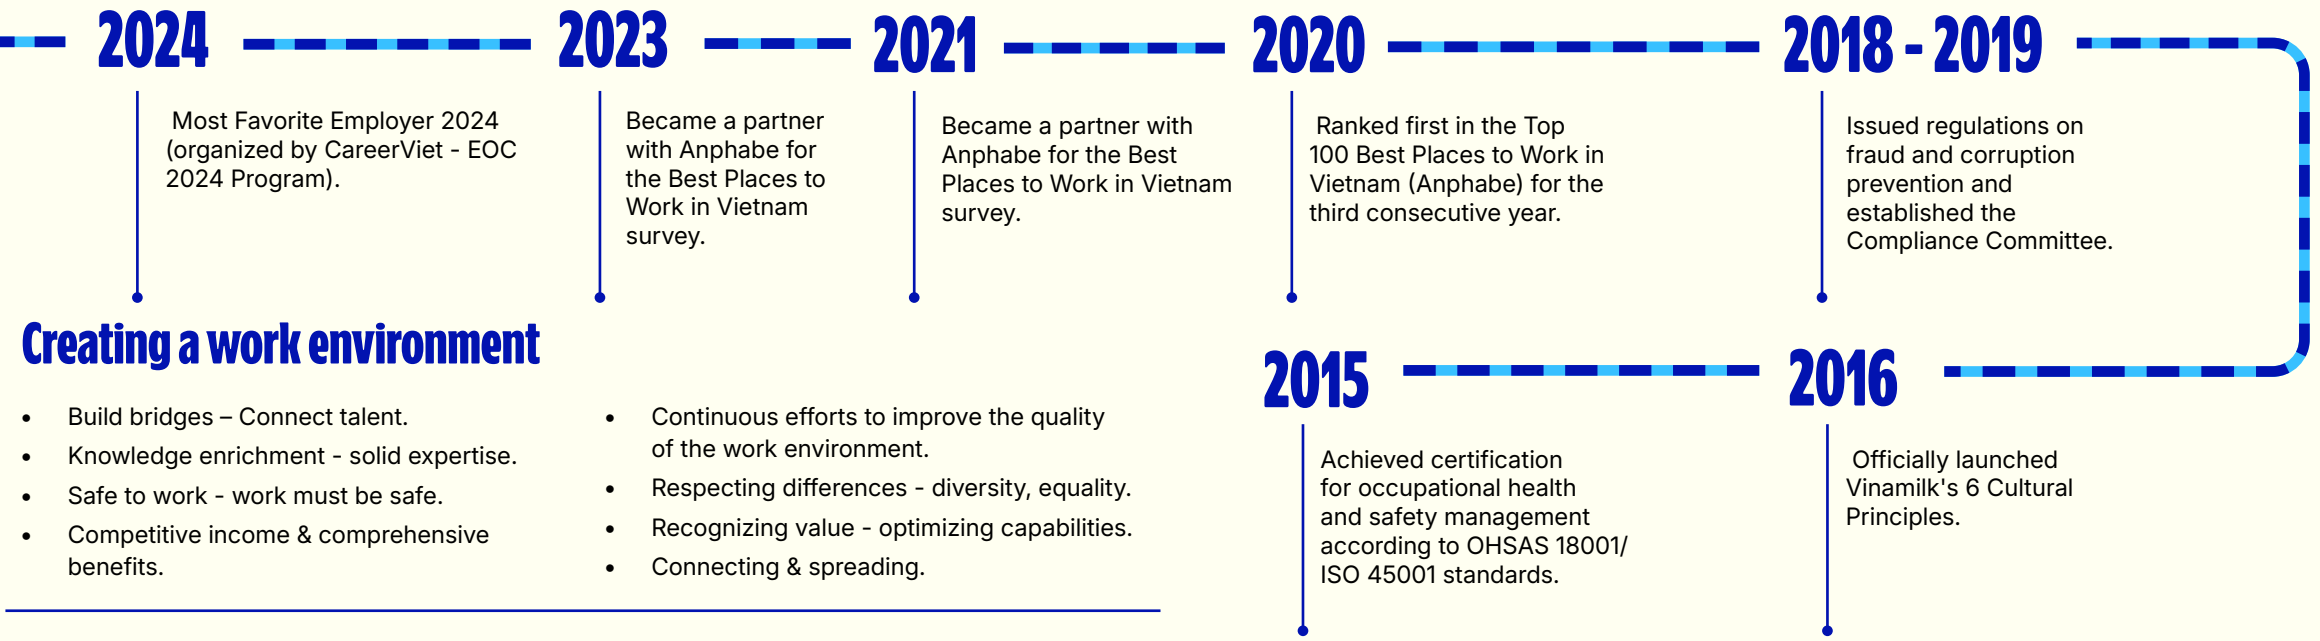 2024
Most Favorite Employer 2024
(organized by CareerViet - EOC
2024 Program).
2023
Became a partner
with Anphabe for
the Best Places to
Work in Vietnam
survey.
2021
Became a partner with
Anphabe for the Best
Places to Work in Vietnam
survey.
2020
Ranked first in the Top
100 Best Places to Work in
Vietnam (Anphabe) for the
third consecutive year.
2018 - 2019
Issued regulations on
fraud and corruption
prevention and
established the
Compliance Committee.
Creating a work environment
• Build bridges – Connect talent.
• Knowledge enrichment - solid expertise.
• Safe to work - work must be safe.
• Competitive income & comprehensive
benefits.
• Continuous efforts to improve the quality
of the work environment.
• Respecting differences - diversity, equality.
• Recognizing value - optimizing capabilities.
• Connecting & spreading.
2015
Achieved certification
for occupational health
and safety management
according to OHSAS 18001/
ISO 45001 standards.
2016
Officially launched
Vinamilk's 6 Cultural
Principles.